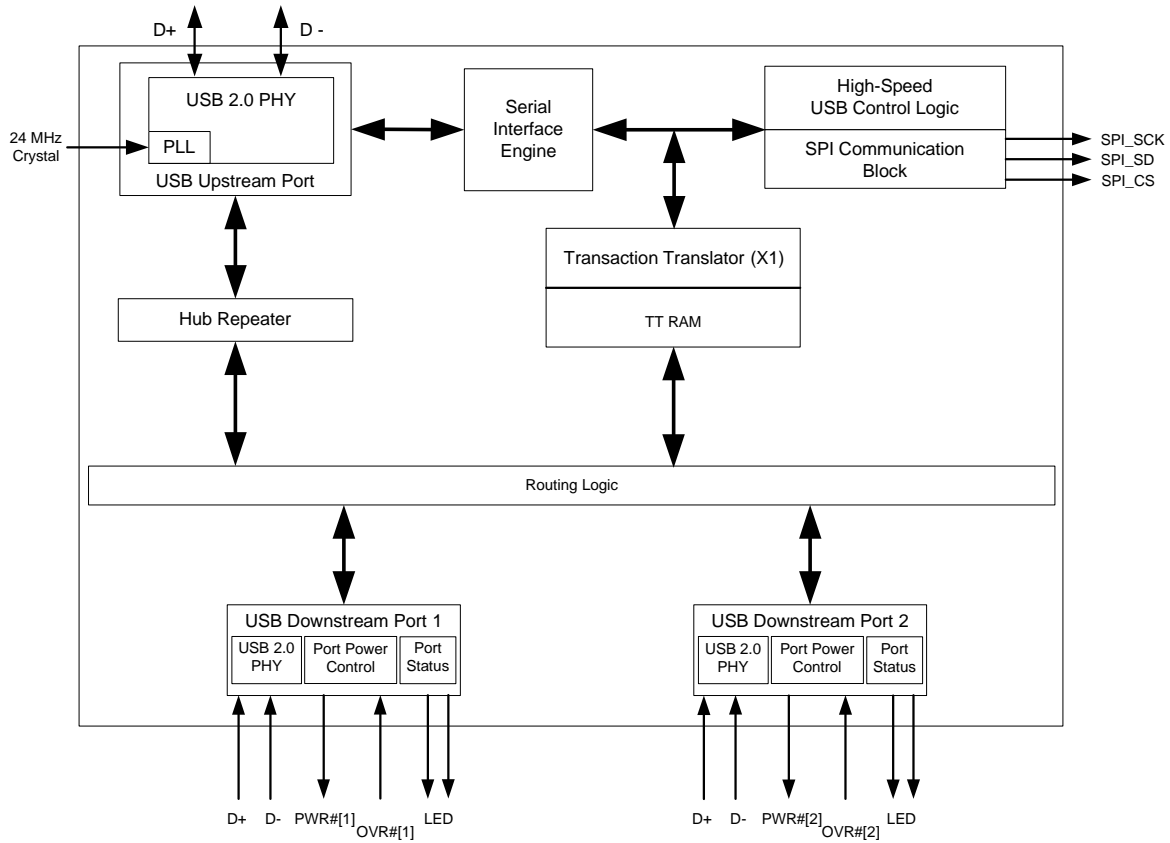 D+
D -
USB 2.0 PHY
PLL
USB Upstream Port
24 MHz
Crystal
Serial
Interface
Engine
High-Speed
USB Control Logic
SPI Communication
Block
SPI_SCK
SPI_SD
SPI_CS
Transaction Translator (X1)
TT RAM
Hub Repeater
Routing Logic
USB Downstream Port 1
USB 2.0
PHY
Port Power
Control
Port
Status
D+
D-
PWR#[1]
OVR#[1]
LED
USB Downstream Port 2
USB 2.0
PHY
Port Power
Control
Port
Status
D+
D-
PWR#[2]
OVR#[2]
LED